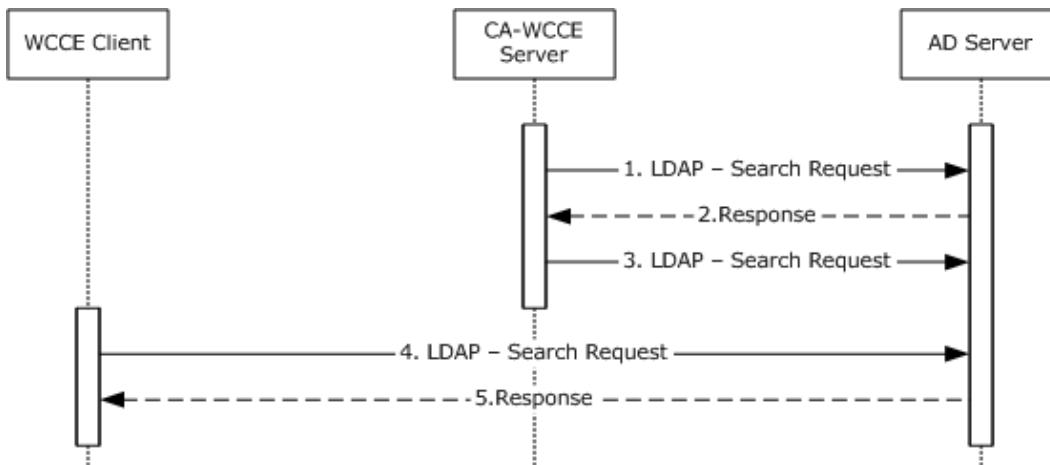 WCCE Client
CA-WCCE
Server
AD Server
1. LDAP – Search Request
2.Response
3. LDAP – Search Request
4. LDAP – Search Request
5.Response